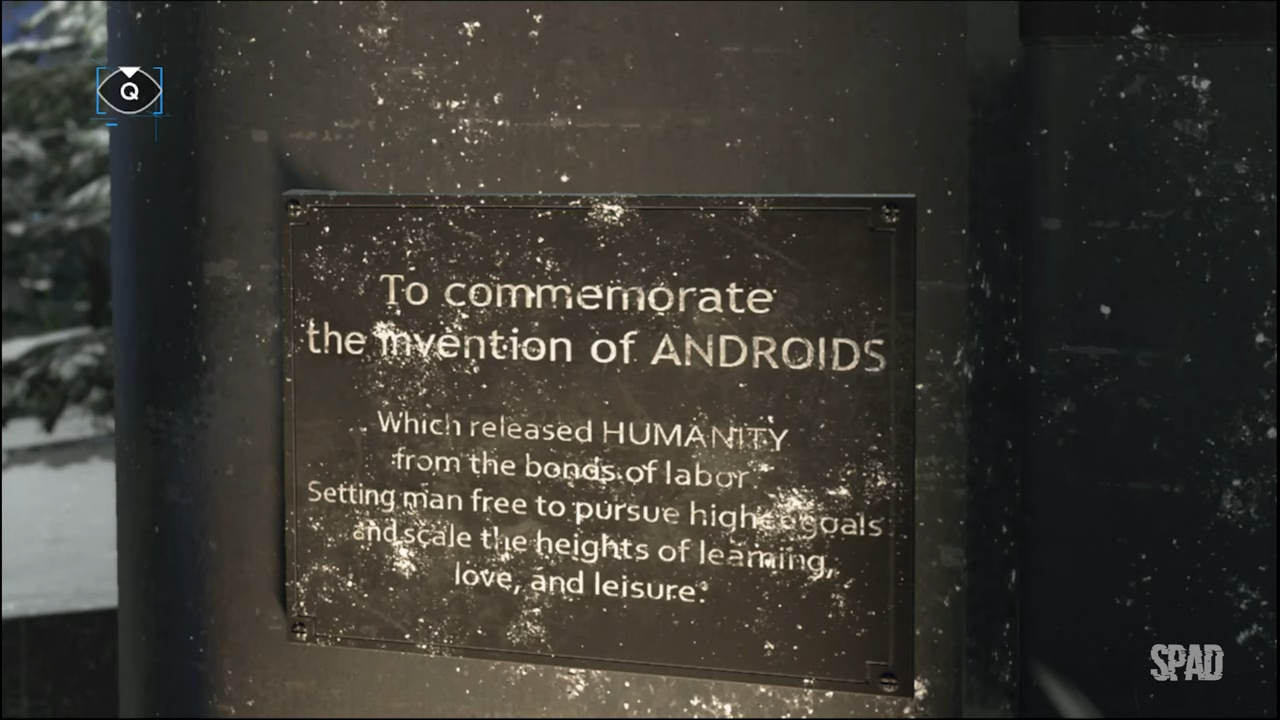 Q
To commemorate
the invention of ANDROIDS
Which released HUMANITY
from the bonds of labor
Setting man free to pursue higher goals
and scale the heights of learning,
love, and leisure.
SPAD